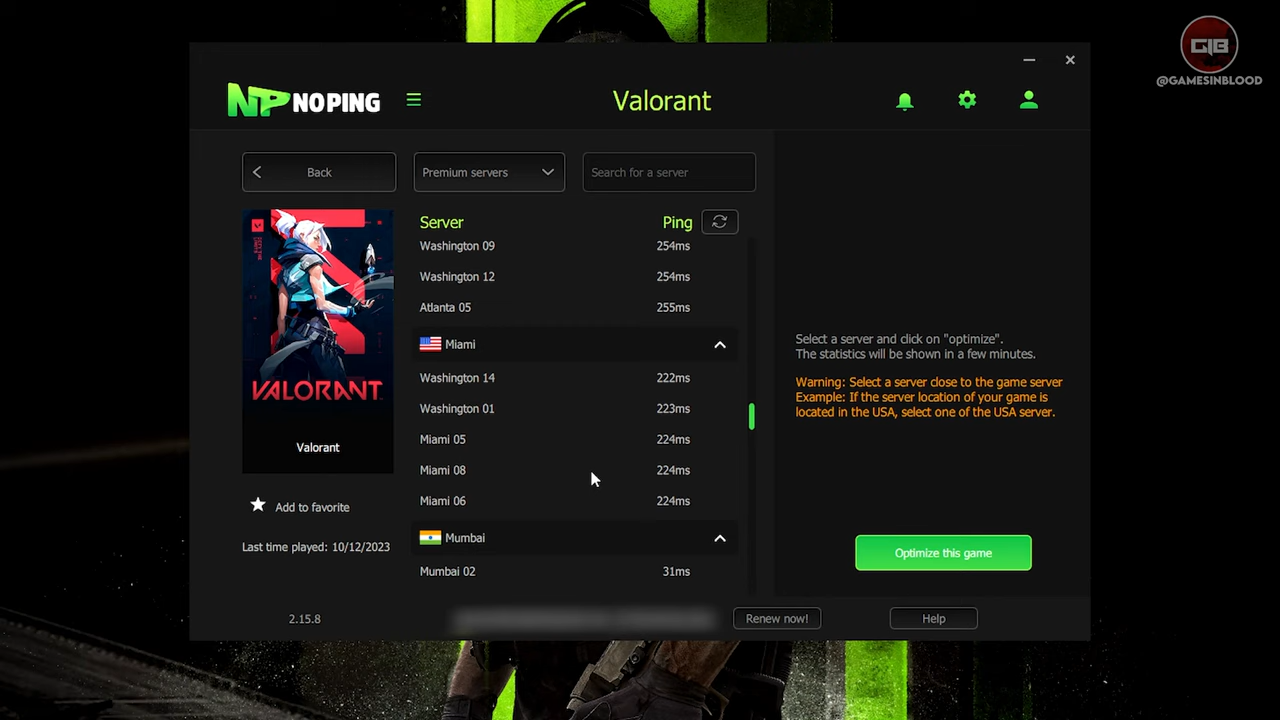 GIB
@GAMESINBLOOD
NP NO PING
Valorant
Back
Premium servers
Search for a server
Server Ping
Washington 09 254ms
Washington 12 254ms
Atlanta 05 255ms
Miami
Washington 14 222ms
Washington 01 223ms
Miami 05 224ms
Miami 08 224ms
Miami 06 224ms
Mumbai
Mumbai 02 31ms
VALORANT
Valorant
Add to favorite
Last time played: 10/12/2023
Select a server and click on "optimize".
The statistics will be shown in a few minutes.
Warning: Select a server close to the game server
Example: If the server location of your game is
located in the USA, select one of the USA server.
Optimize this game
2.15.8
Renew now!
Help